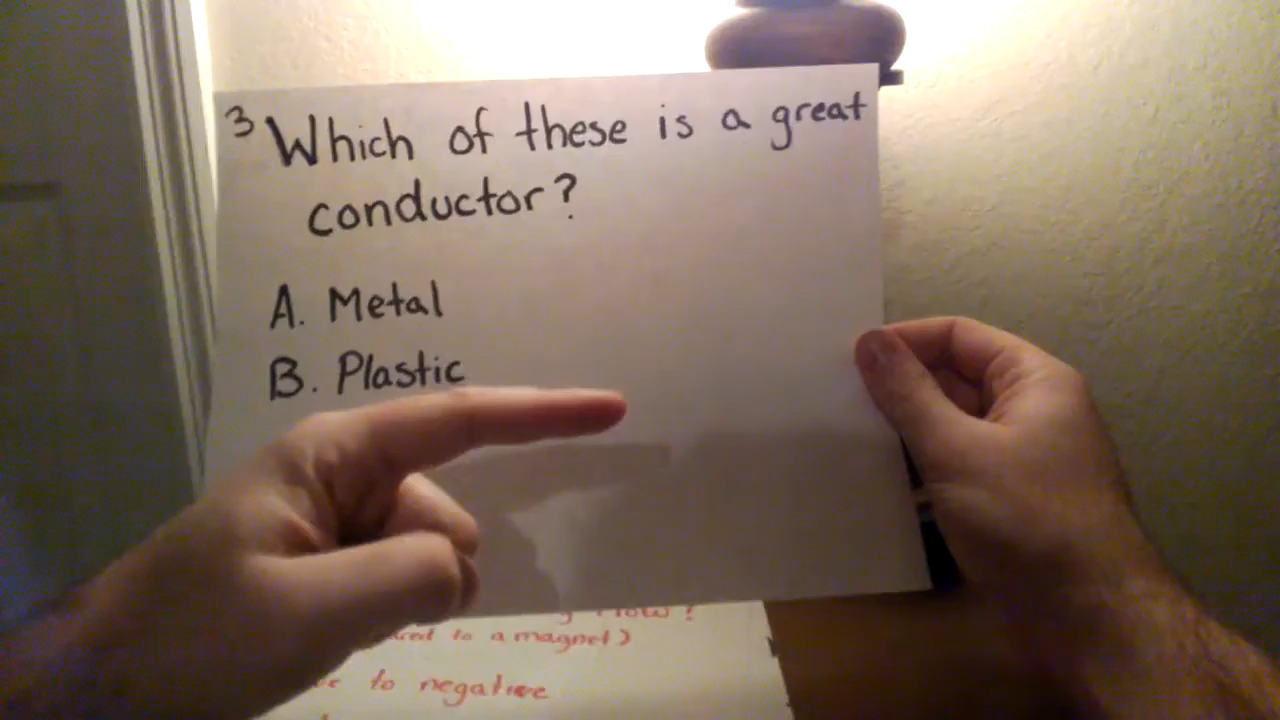 3 Which of these is a great
conductor?
A. Metal
B. Plastic
to a magnet)
to negative